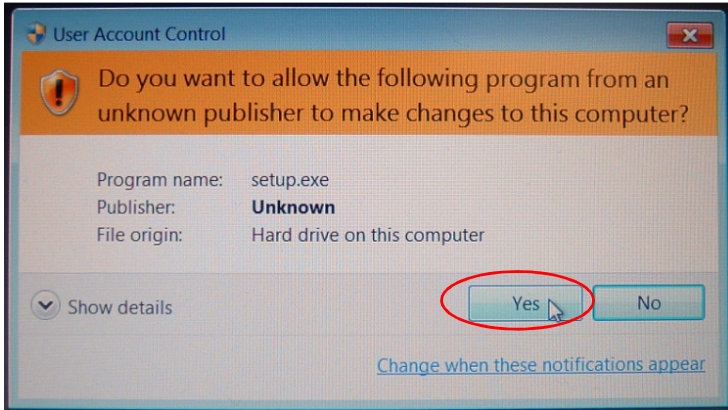 User Account Control
Do you want to allow the following program from an
unknown publisher to make changes to this computer?
Program name: setup.exe
Publisher: Unknown
File origin: Hard drive on this computer
Show details
Yes
No
Change when these notifications appear